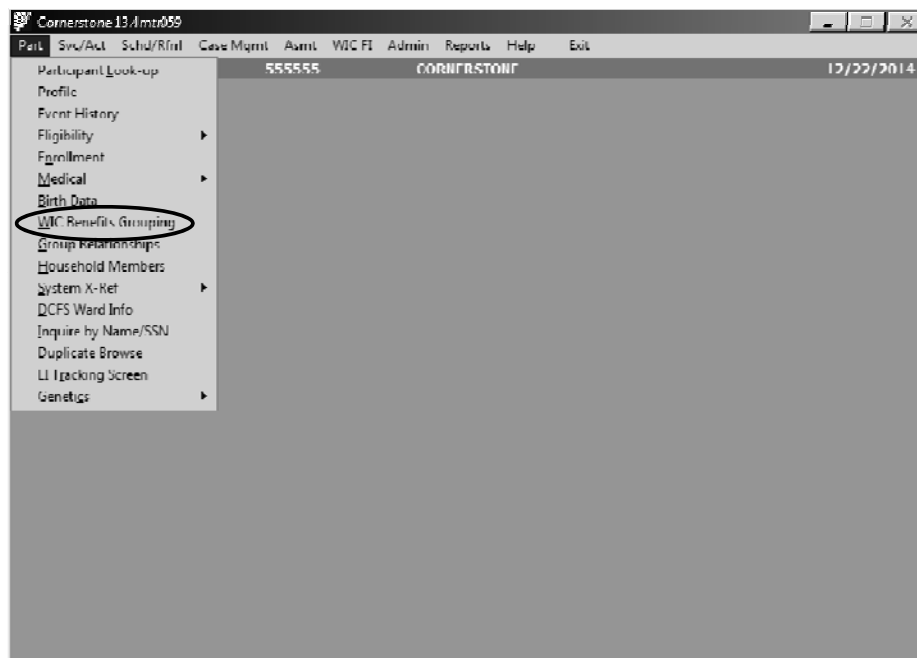 Cornerstone 13.4mtr059
Part Svc/Act Schd/Rfrl Case Mgmt Asmt WIC FI Admin Reports Help Exit
555555 CORNERSTONE 12/22/2014
Participant Look-up
Profile
Event History
Eligibility
Enrollment
Medical
Birth Data
WIC Benefits Grouping
Group Relationships
Household Members
System X-Ref
DCFS Ward Info
Inquire by Name/SSN
Duplicate Browse
Tracking Screen
Genetics